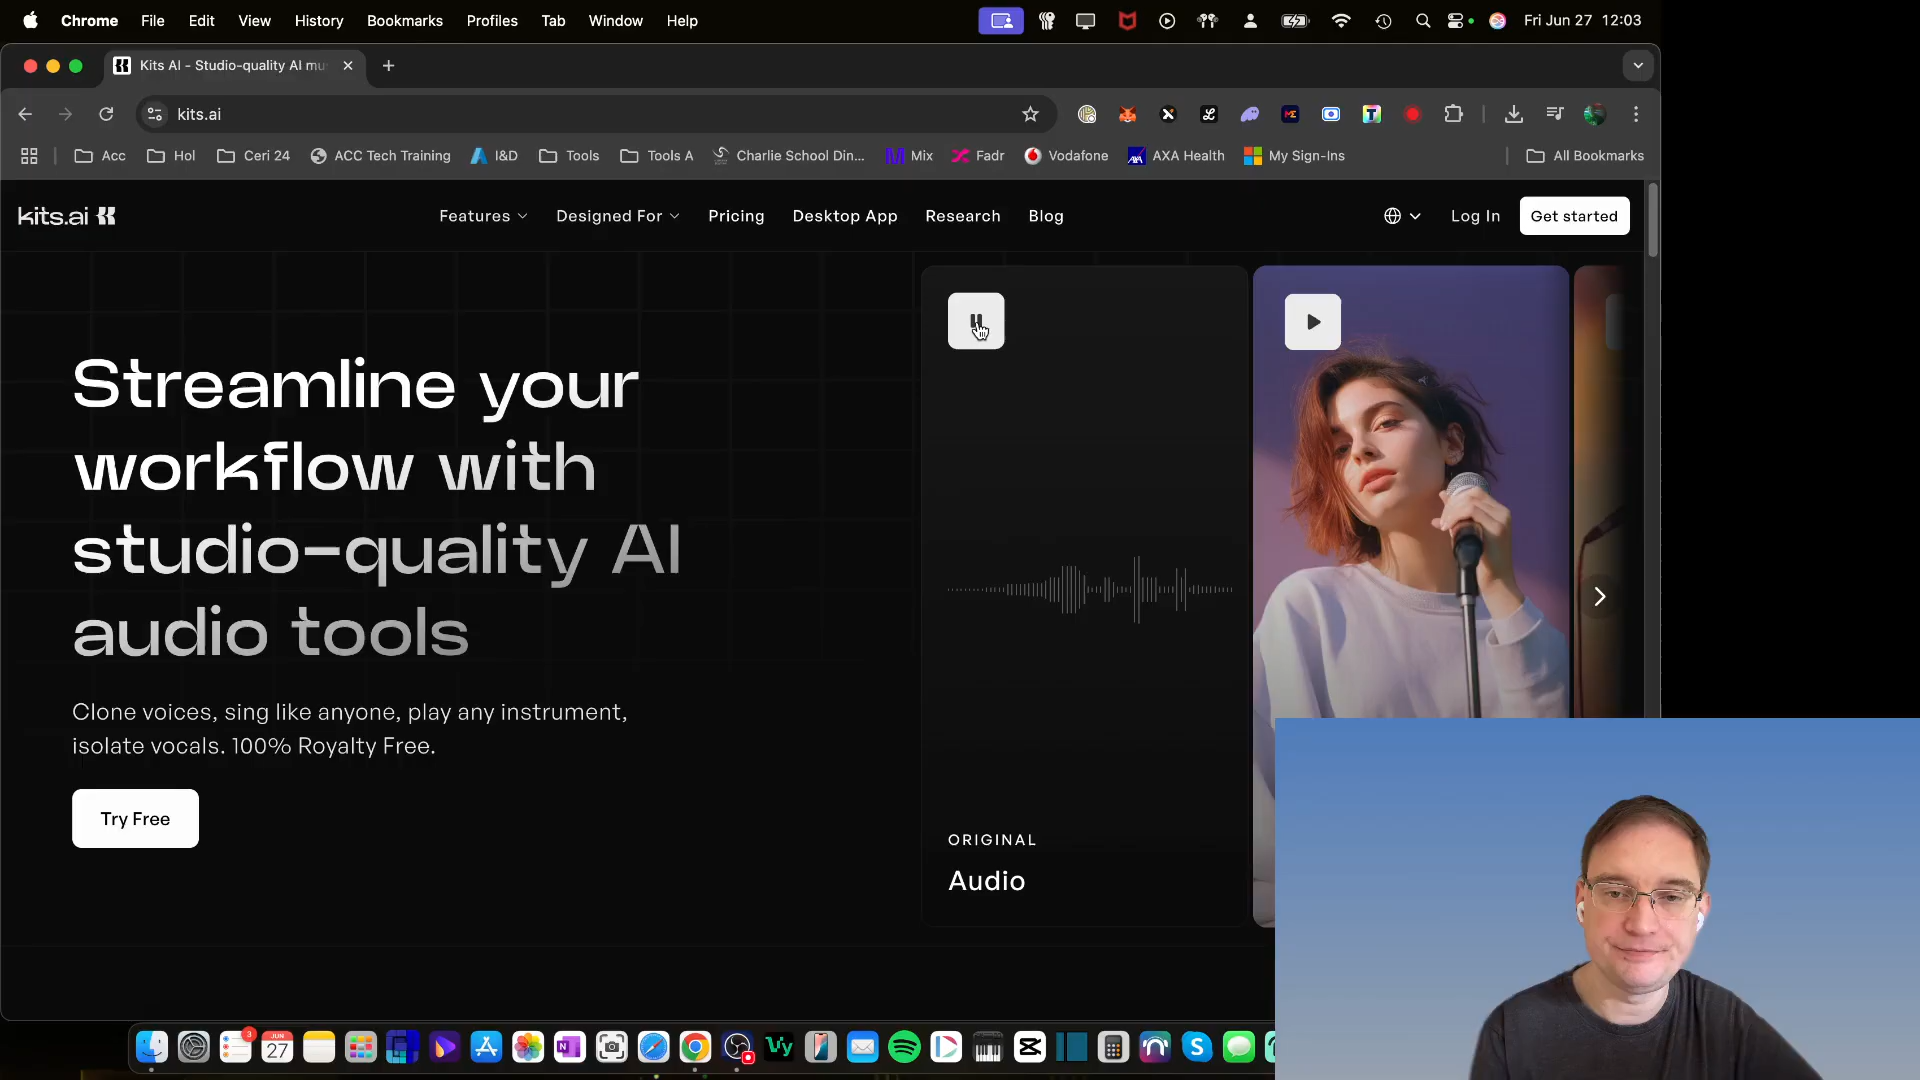 Chrome File Edit View History Bookmarks Profiles Tab Window Help Fri Jun 27 12:03
Kits AI - Studio-quality AI mu
kits.ai
Acc Hol Ceri 24 ACC Tech Training I&D Tools Tools A Charlie School Din... Mix Fadr Vodafone AXA Health My Sign-Ins All Bookmarks
kits.ai Features Designed For Pricing Desktop App Research Blog Log In Get started
Streamline your
workflow with
studio-quality AI
audio tools
Clone voices, sing like anyone, play any instrument,
isolate vocals. 100% Royalty Free.
Try Free
ORIGINAL
Audio
3
JUN
27